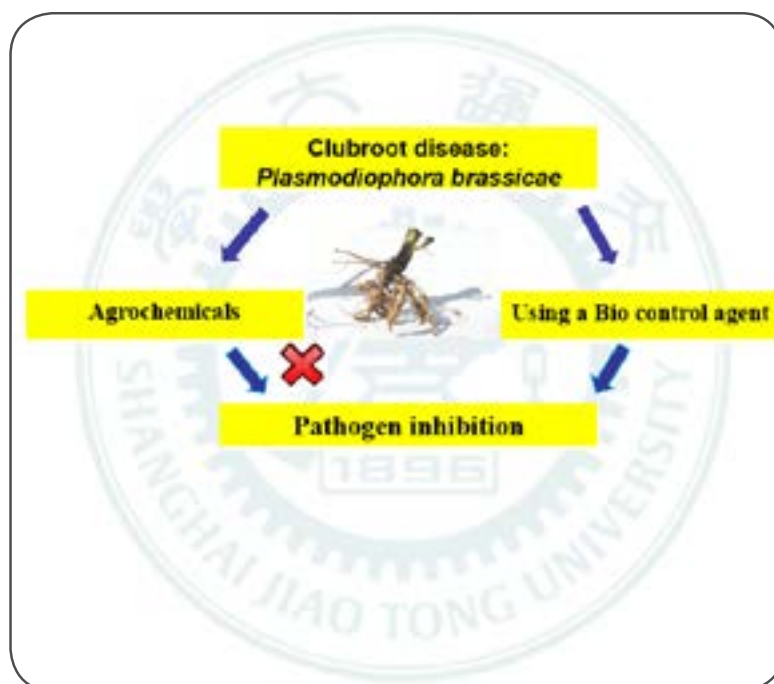 Clubroot disease:
Plasmodiophora brassicae
Agrochemicals
Using a Bio control agent
Pathogen inhibition
1896
SHANGHAI JIAO TONG UNIVERSITY